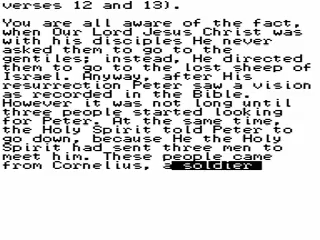 verses 12 and 13).
You are all aware of the fact,
when Our Lord Jesus Christ was
with his disciples He never
asked them to go to the
gentiles; instead, He directed
them to go to the lost sheep of
Israel. Anyway, after His
resurrection Peter saw a vision
as recorded in the Bible.
However it was not long until
three people started looking
for Peter. At the same time,
the Holy Spirit told Peter to
go down, because He the Holy
Spirit had sent three men to
meet him. These people came
from Cornelius, a soldier